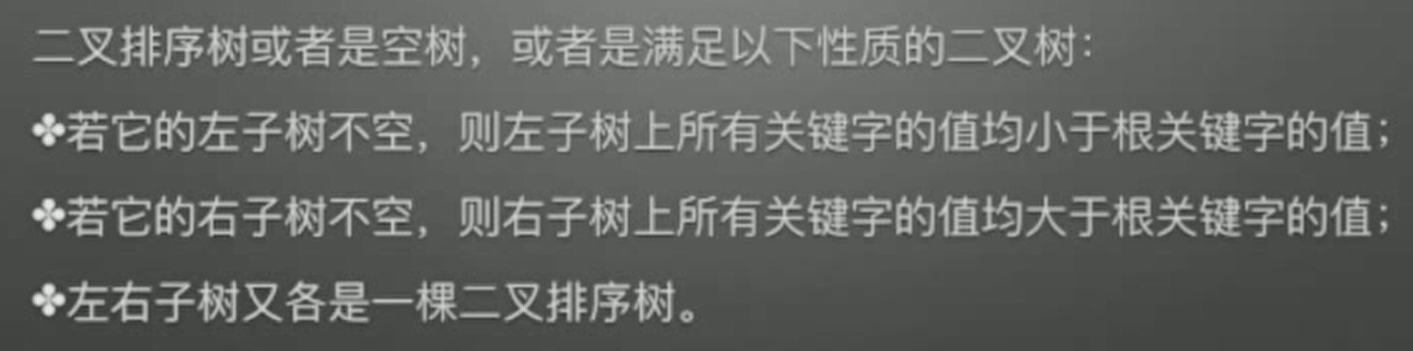 二叉排序树或者是空树，或者是满足以下性质的二叉树：
✤若它的左子树不空，则左子树上所有关键字的值均小于根关键字的值；
✤若它的右子树不空，则右子树上所有关键字的值均大于根关键字的值；
✤左右子树又各是一棵二叉排序树。